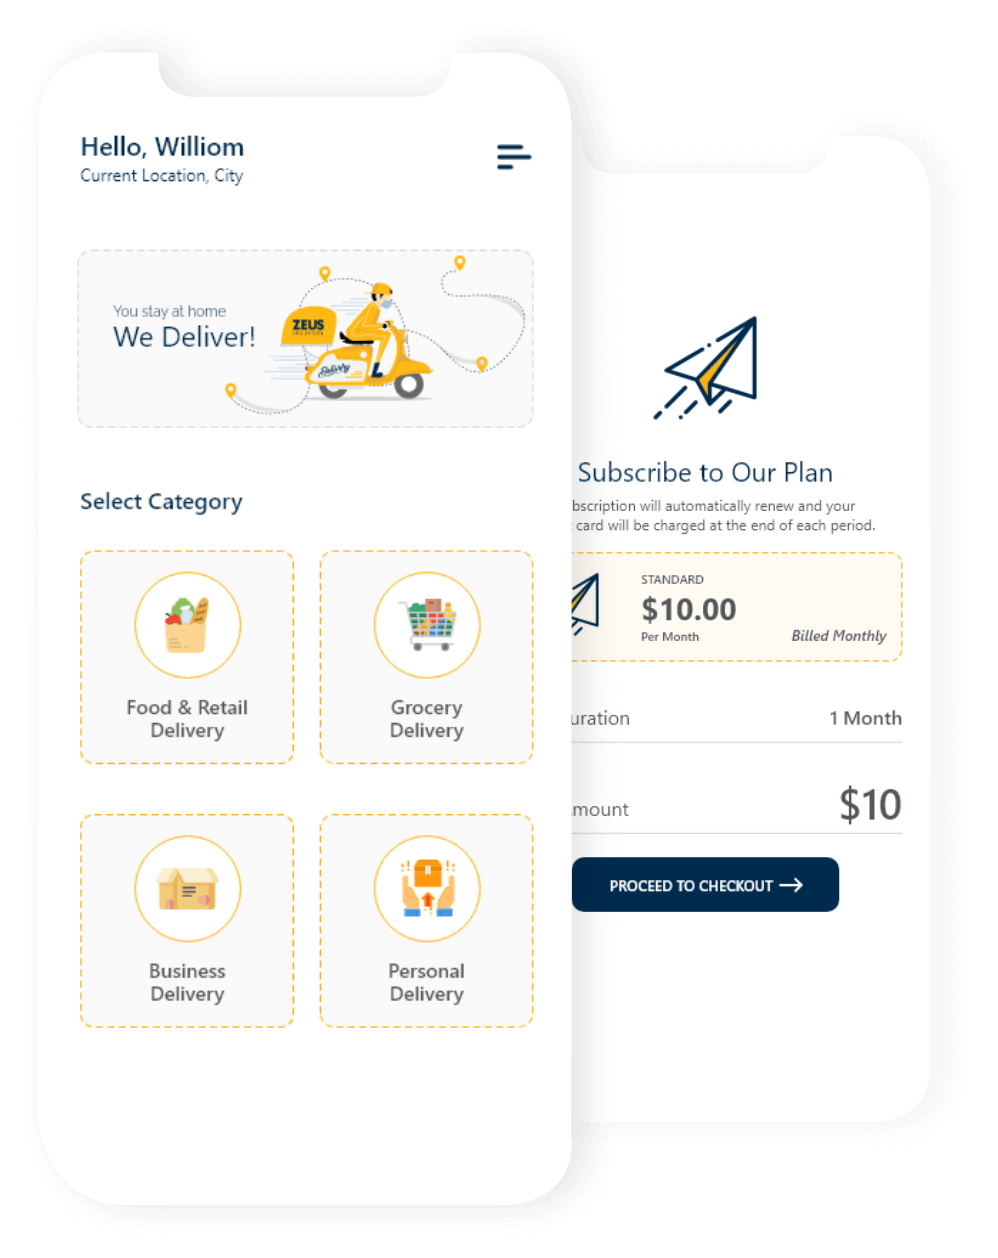 Hello, Williom
Current Location, City
You stay at home
We Deliver!
ZEUS
Delivery
Select Category
Food & Retail
Delivery
Grocery
Delivery
Business
Delivery
Personal
Delivery
Subscribe to Our Plan
bscription will automatically renew and your
card will be charged at the end of each period.
STANDARD
$10.00
Per Month
Billed Monthly
uration
1 Month
mount
$10
PROCEED TO CHECKOUT